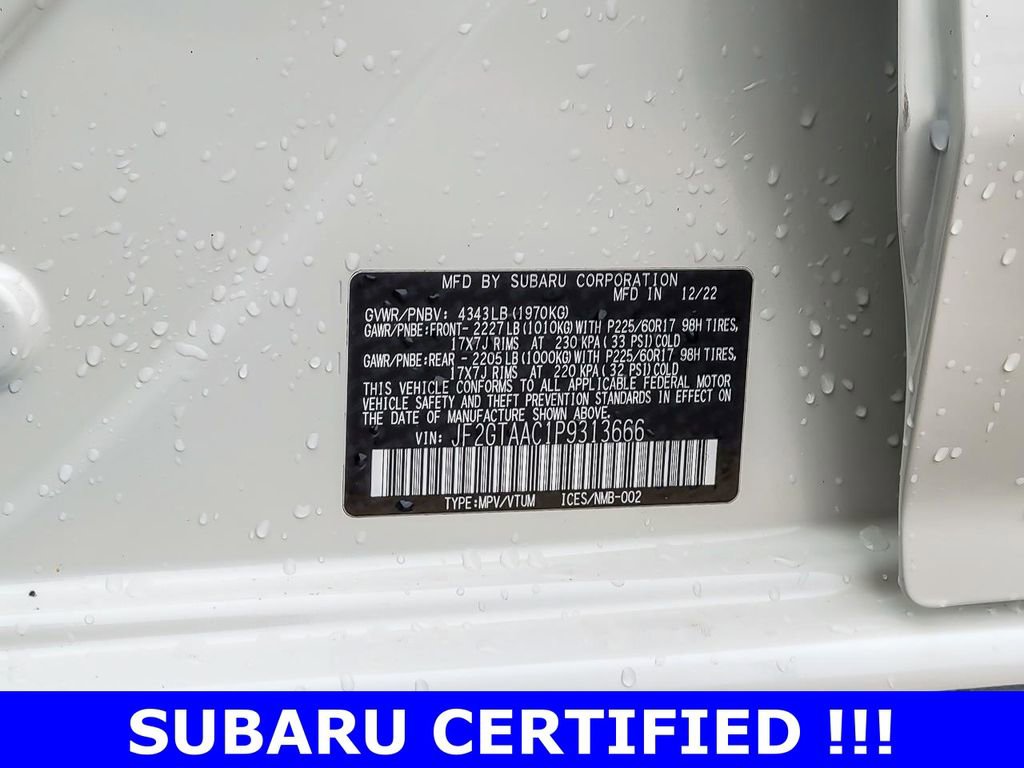 MFD BY SUBARU CORPORATION
MFD IN 12/22
GVWR/PNBV: 4343LB(1970KG)
GAWR/PNBE:FRONT-2227LB(1010KG)WITH P225/60R17 98H TIRES,
17X7J RIMS AT 230 KPA(33 PSI)COLD
GAWR/PNBE:REAR -2205LB(1000KG)WITH P225/60R17 98H TIRES,
17X7J RIMS AT 220 KPA(32 PSI)COLD
THIS VEHICLE CONFORMS TO ALL APPLICABLE FEDERAL MOTOR
VEHICLE SAFETY AND THEFT PREVENTION STANDARDS IN EFFECT ON
THE DATE OF MANUFACTURE SHOWN ABOVE.
VIN: JF2GTAAC1P9313666
TYPE:MPV/VTUM ICES/NMB-002
SUBARU CERTIFIED !!!